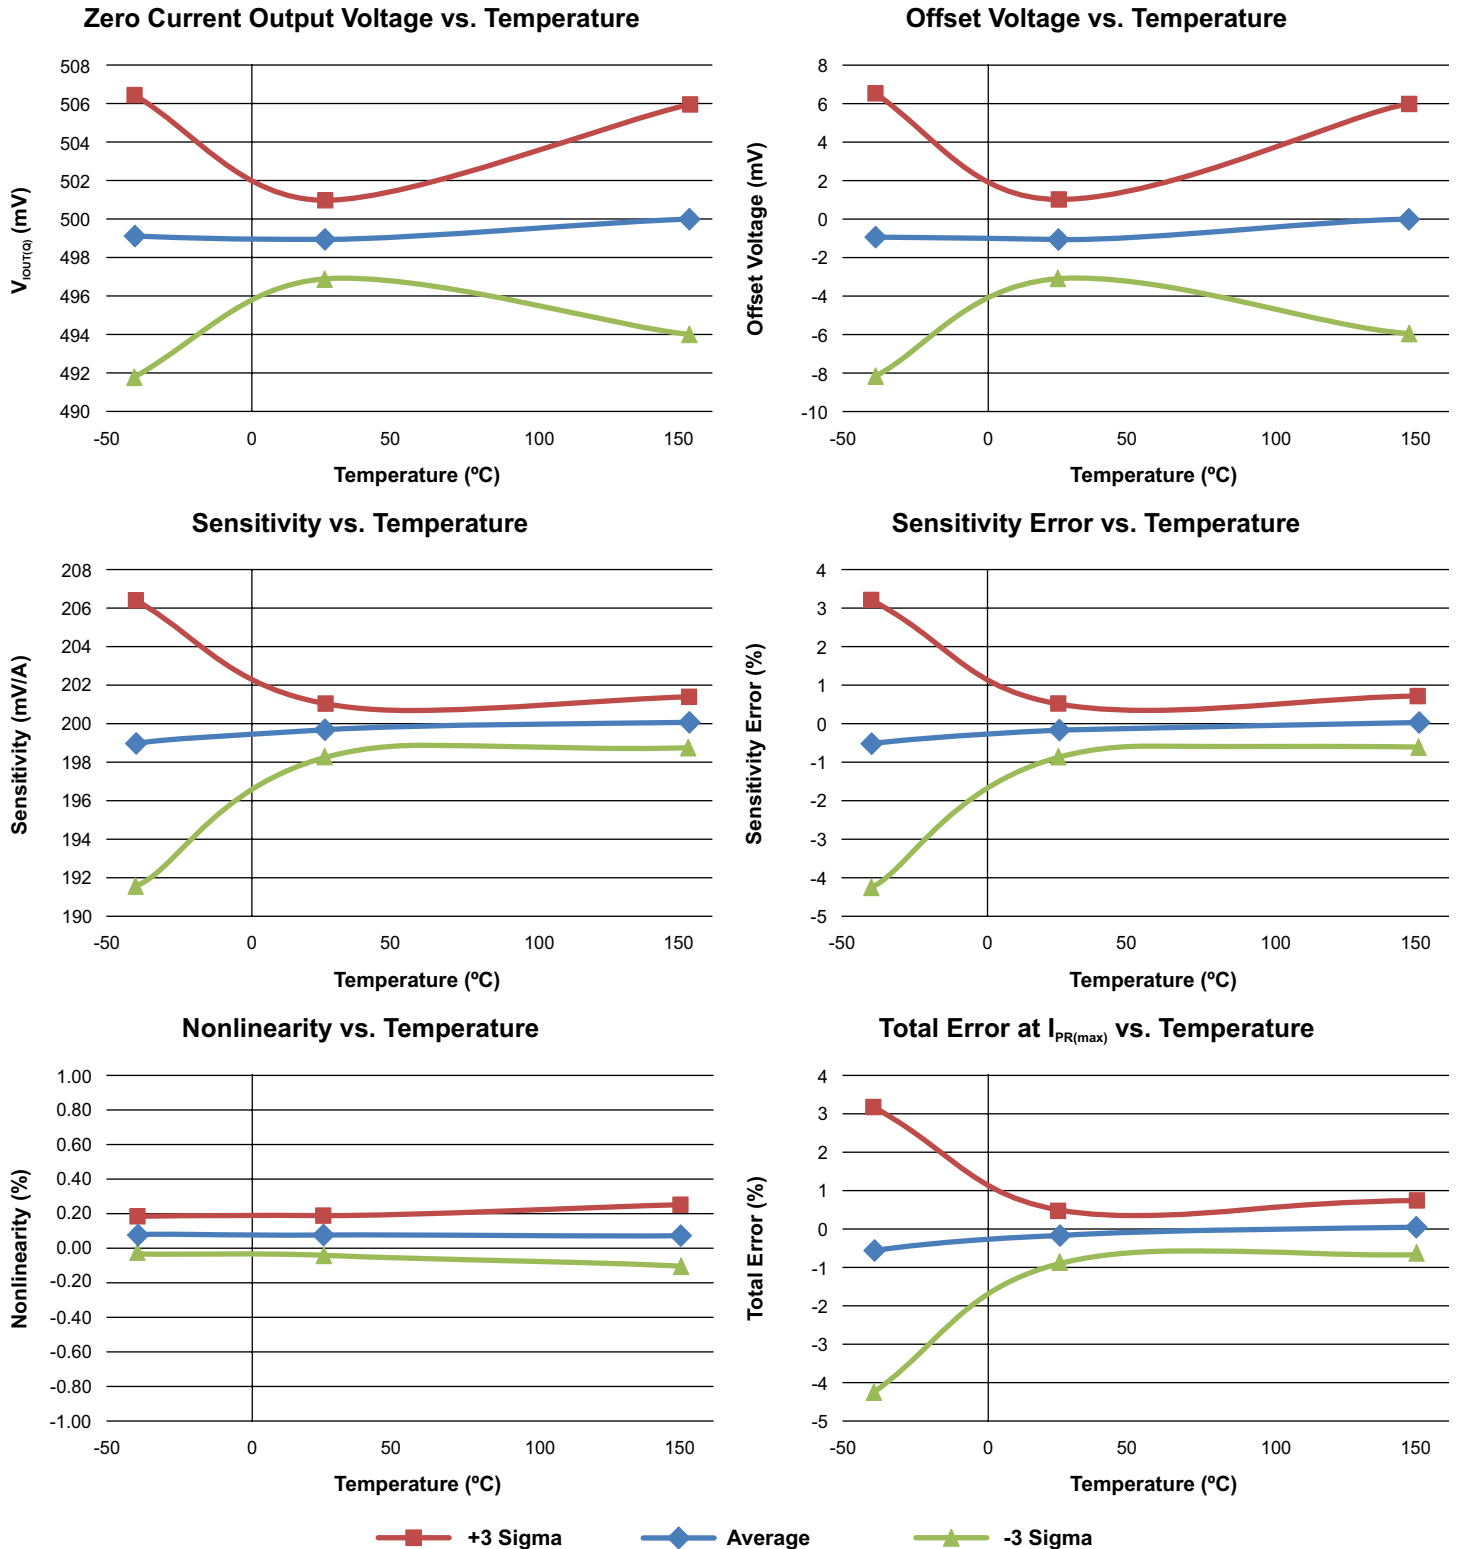 Zero Current Output Voltage vs. Temperature
508
506
504
502
500
498
496
494
492
490
-50 0 50 100 150
VIOUT(Q) (mV)
Temperature (ºC)
Offset Voltage vs. Temperature
8
6
4
2
0
-2
-4
-6
-8
-10
-50 0 50 100 150
Offset Voltage (mV)
Temperature (ºC)
Sensitivity vs. Temperature
208
206
204
202
200
198
196
194
192
190
-50 0 50 100 150
Sensitivity (mV/A)
Temperature (ºC)
Sensitivity Error vs. Temperature
4
3
2
1
0
-1
-2
-3
-4
-5
-50 0 50 100 150
Sensitivity Error (%)
Temperature (ºC)
Nonlinearity vs. Temperature
1.00
0.80
0.60
0.40
0.20
0.00
-0.20
-0.40
-0.60
-0.80
-1.00
-50 0 50 100 150
Nonlinearity (%)
Temperature (ºC)
Total Error at IPR(max) vs. Temperature
4
3
2
1
0
-1
-2
-3
-4
-5
-50 0 50 100 150
Total Error (%)
Temperature (ºC)
+3 Sigma Average -3 Sigma